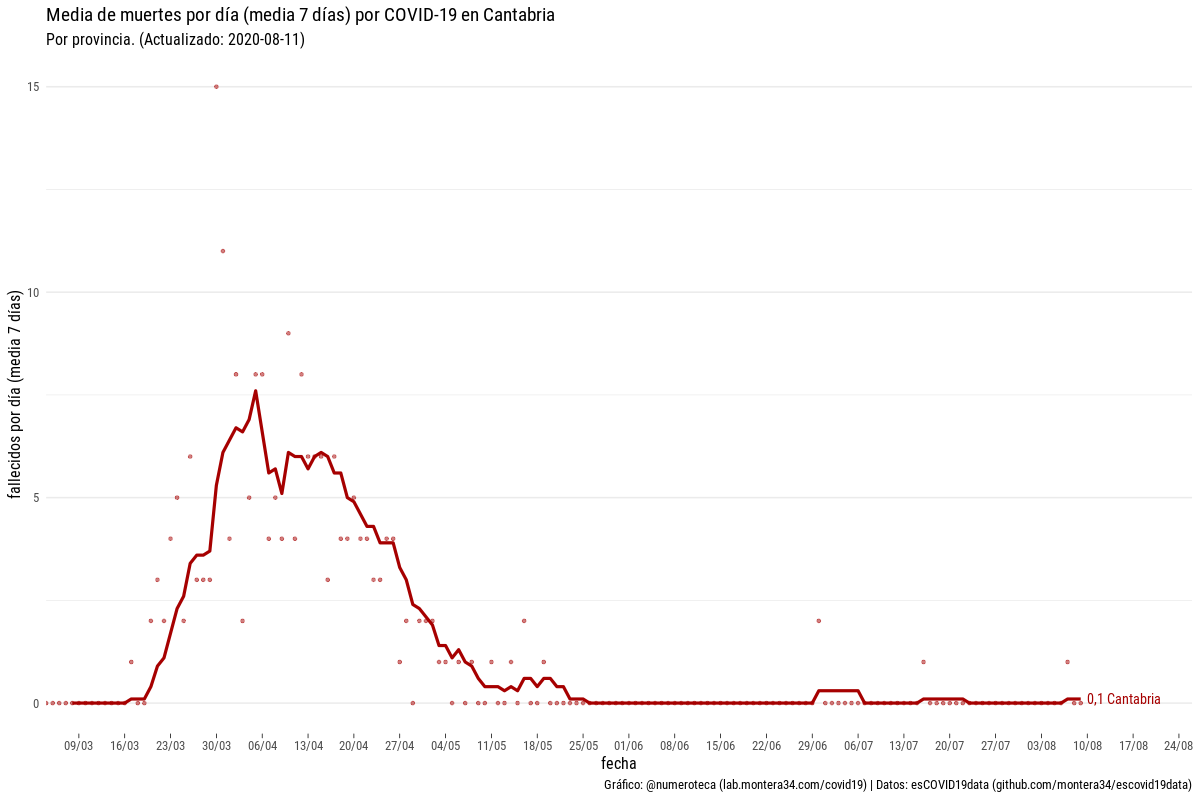 Media de muertes por día (media 7 días) por COVID-19 en Cantabria
Por provincia. (Actualizado: 2020-08-11)
fallecidos por día (media 7 días)
15
10
5
0
0,1 Cantabria
09/03 16/03 23/03 30/03 06/04 13/04 20/04 27/04 04/05 11/05 18/05 25/05 01/06 08/06 15/06 22/06 29/06 06/07 13/07 20/07 27/07 03/08 10/08 17/08 24/08
fecha
Gráfico: @numeroteca (lab.montera34.com/covid19) | Datos: esCOVID19data (github.com/montera34/escovid19data)